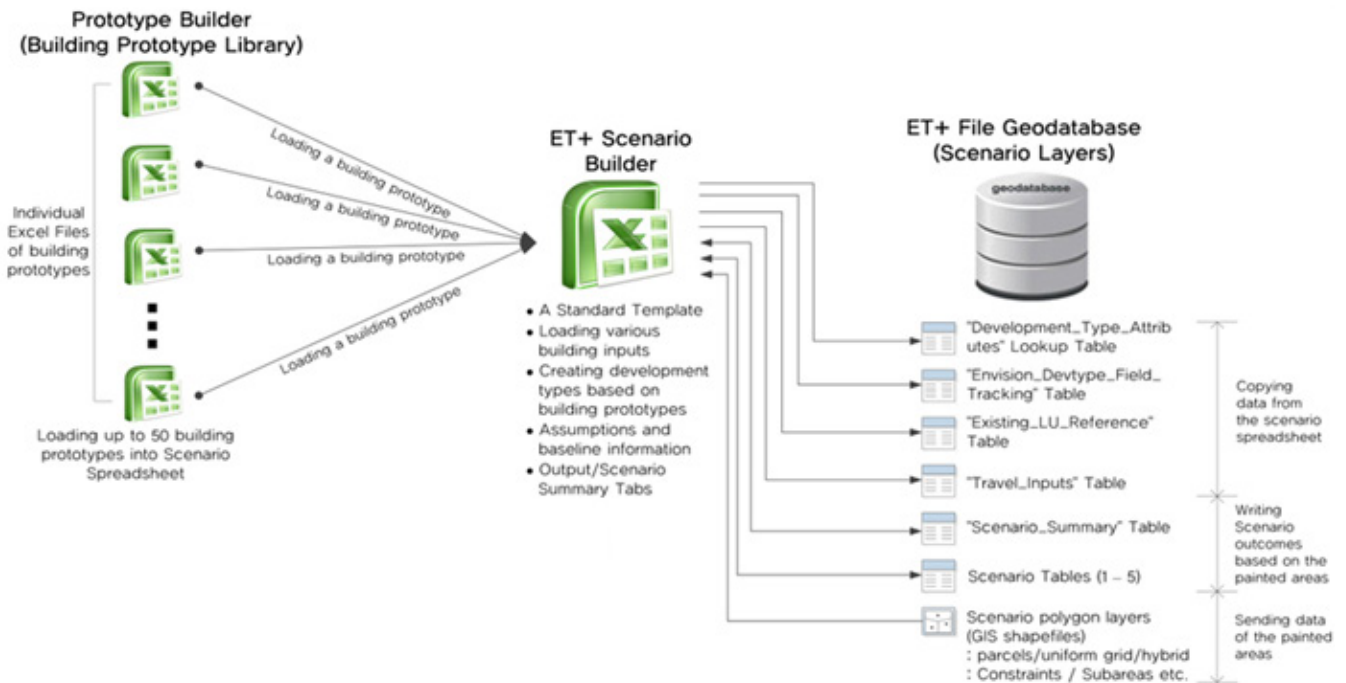 Prototype Builder
(Building Prototype Library)
Individual
Excel Files
of building
prototypes
Loading a building prototype
Loading a building prototype
Loading a building prototype
Loading a building prototype
Loading up to 50 building
prototypes into Scenario
Spreadsheet
ET+ Scenario
Builder
• A Standard Template
• Loading various
building inputs
• Creating development
types based on
building prototypes
• Assumptions and
baseline information
• Output/Scenario
Summary Tabs
ET+ File Geodatabase
(Scenario Layers)
geodatabase
"Development_Type_Attrib
utes" Lookup Table
"Envision_Devtype_Field_
Tracking" Table
"Existing_LU_Reference"
Table
"Travel_Inputs" Table
"Scenario_Summary" Table
Scenario Tables (1 – 5)
Scenario polygon layers
(GIS shapefiles)
: parcels/uniform grid/hybrid
: Constraints / Subareas etc.
Copying
data from
the scenario
spreadsheet
Writing
Scenario
outcomes
based on the
painted areas
Sending data
of the painted
areas